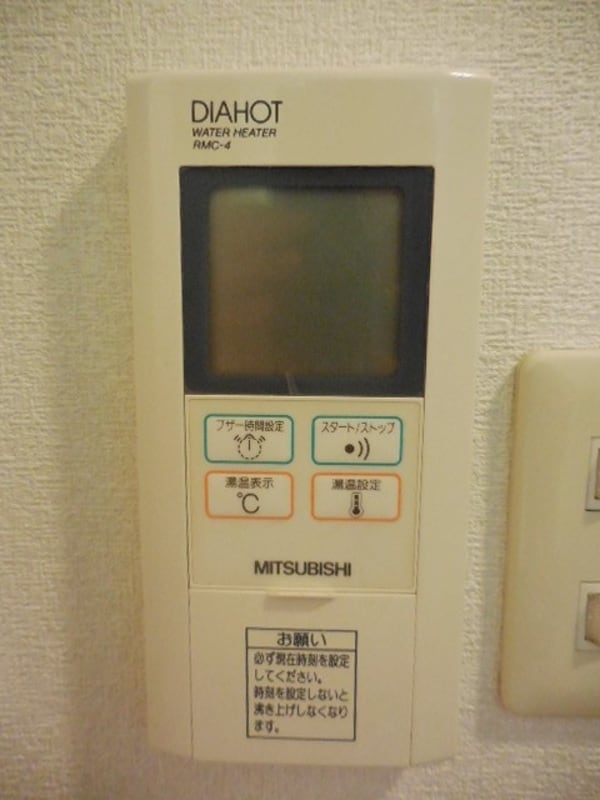 DIAHOT
WATER HEATER
RMC-4
ブザー時間設定
スタート/ストップ
湯温表示
湯温設定
℃
MITSUBISHI
お願い
必ず現在時刻を設定
してください。
時刻を設定しないと
沸き上げしなくなり
ます。